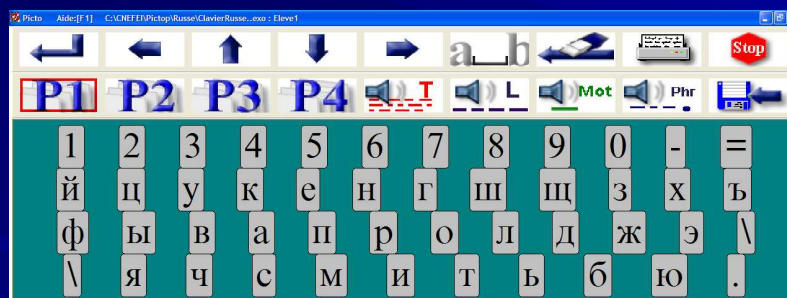 Picto Aide:[F1] C:\CNEFEI\Pictop\Russe\ClavierRusse..exo : Eleve1
a b Stop
P1 P2 P3 P4 T L Mot Phr
1 2 3 4 5 6 7 8 9 0 - =
й ц у к е н г ш щ з х ъ
ф ы в а п р о л д ж э \
\ я ч с м и т ь б ю .